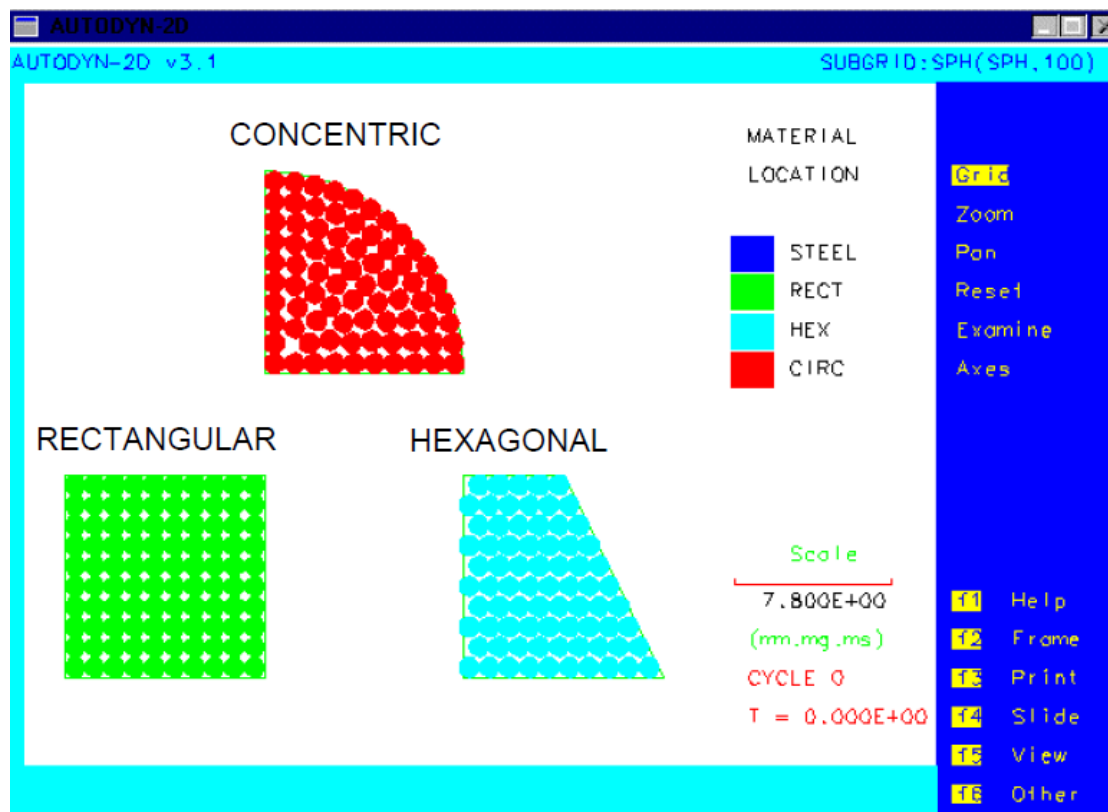 AUTODYN-2D
AUTODYN-2D v3.1 SUBGRID:SPH(SPH,100)
CONCENTRIC
MATERIAL
LOCATION
STEEL
RECT
HEX
CIRC
RECTANGULAR
HEXAGONAL
Scale
7.800E+00
(mm.mg.ms)
CYCLE 0
T = 0.000E+00
Grid
Zoom
Pan
Reset
Examine
Axes
f1 Help
f2 Frame
f3 Print
f4 Slide
f5 View
f6 Other